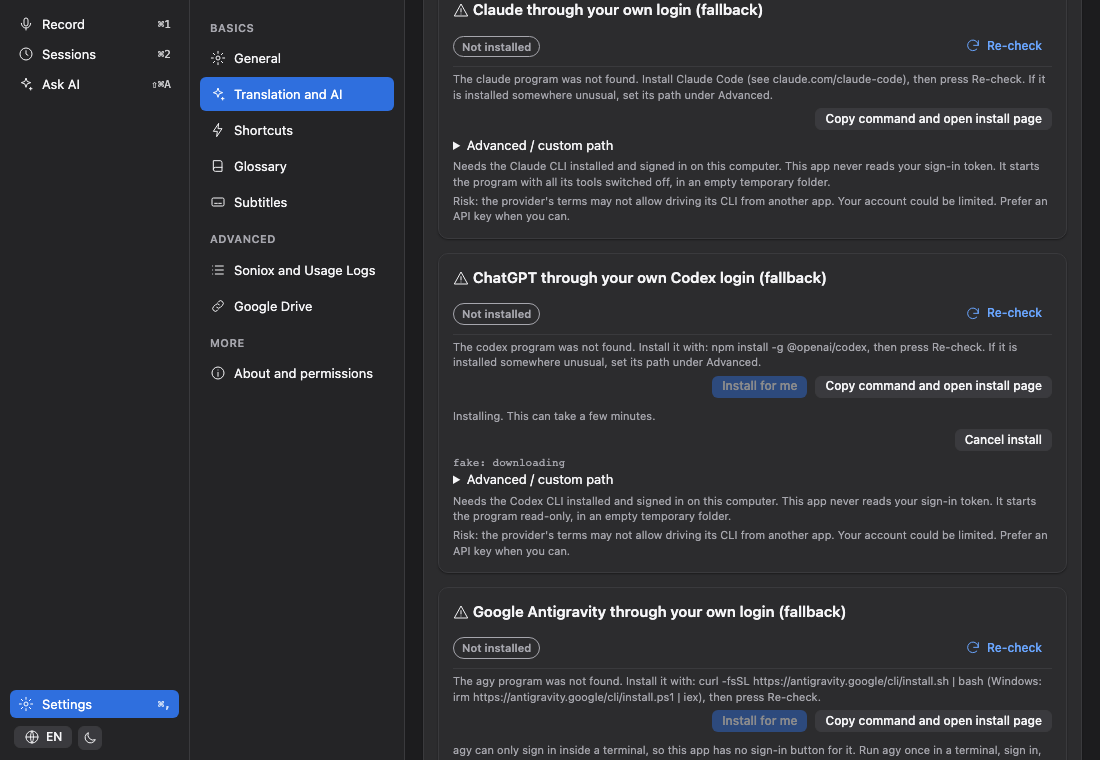 Record ⌘1
Sessions ⌘2
Ask AI ⇧⌘A
Settings ⌘,
EN
BASICS
General
Translation and AI
Shortcuts
Glossary
Subtitles
ADVANCED
Soniox and Usage Logs
Google Drive
MORE
About and permissions
Claude through your own login (fallback)
Not installed
Re-check
The claude program was not found. Install Claude Code (see claude.com/claude-code), then press Re-check. If it
is installed somewhere unusual, set its path under Advanced.
Copy command and open install page
Advanced / custom path
Needs the Claude CLI installed and signed in on this computer. This app never reads your sign-in token. It starts
the program with all its tools switched off, in an empty temporary folder.
Risk: the provider's terms may not allow driving its CLI from another app. Your account could be limited. Prefer an
API key when you can.
ChatGPT through your own Codex login (fallback)
Not installed
Re-check
The codex program was not found. Install it with: npm install -g @openai/codex, then press Re-check. If it is
installed somewhere unusual, set its path under Advanced.
Install for me
Copy command and open install page
Installing. This can take a few minutes.
Cancel install
fake: downloading
Advanced / custom path
Needs the Codex CLI installed and signed in on this computer. This app never reads your sign-in token. It starts
the program read-only, in an empty temporary folder.
Risk: the provider's terms may not allow driving its CLI from another app. Your account could be limited. Prefer an
API key when you can.
Google Antigravity through your own login (fallback)
Not installed
Re-check
The agy program was not found. Install it with: curl -fsSL https://antigravity.google/cli/install.sh | bash (Windows:
irm https://antigravity.google/cli/install.ps1 | iex), then press Re-check.
Install for me
Copy command and open install page
agy can only sign in inside a terminal, so this app has no sign-in button for it. Run agy once in a terminal, sign in,